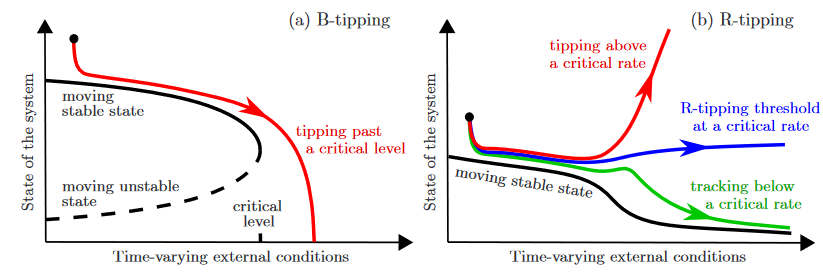 (a) B-tipping
State of the system
moving
stable state
tipping past
a critical level
moving unstable
state
critical
level
Time-varying external conditions
(b) R-tipping
State of the system
tipping above
a critical rate
R-tipping threshold
at a critical rate
moving stable state
tracking below
a critical rate
Time-varying external conditions